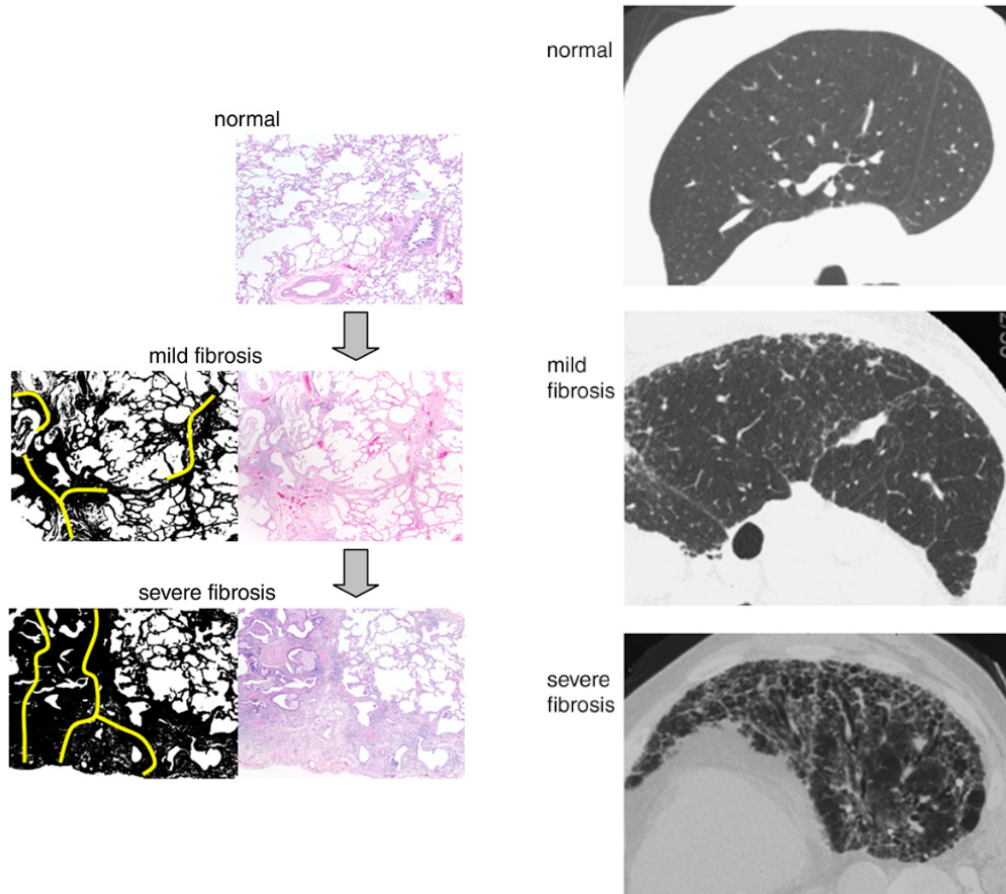 normal
mild fibrosis
severe fibrosis
normal
mild
fibrosis
severe
fibrosis